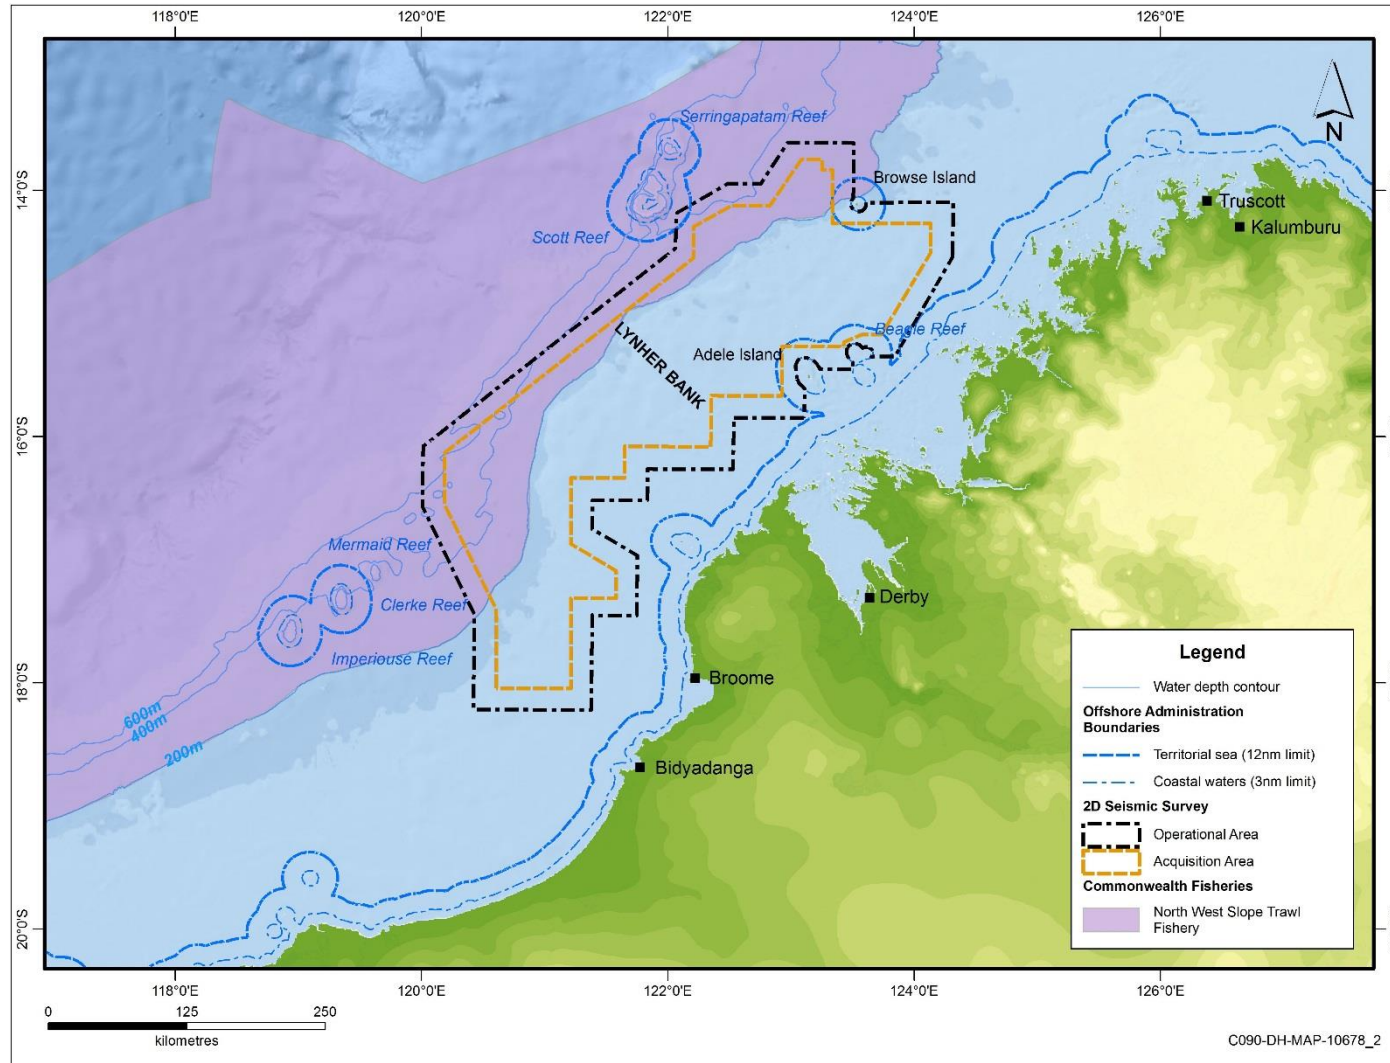 118°0'E
120°0'E
122°0'E
124°0'E
126°0'E
N
Serringapatam Reef
Browse Island
14°0'S
Truscott
Kalumburu
Scott Reef
LYNHER BANK
Beagle Reef
Adele Island
16°0'S
Mermaid Reef
Clerke Reef
Imperiouse Reef
Derby
18°0'S
Broome
600m
400m
200m
Bidyadanga
20°0'S
Legend
Water depth contour
Offshore Administration
Boundaries
Territorial sea (12nm limit)
Coastal waters (3nm limit)
2D Seismic Survey
Operational Area
Acquisition Area
Commonwealth Fisheries
North West Slope Trawl
Fishery
118°0'E
120°0'E
122°0'E
124°0'E
126°0'E
0
125
250
kilometres
C090-DH-MAP-10678_2